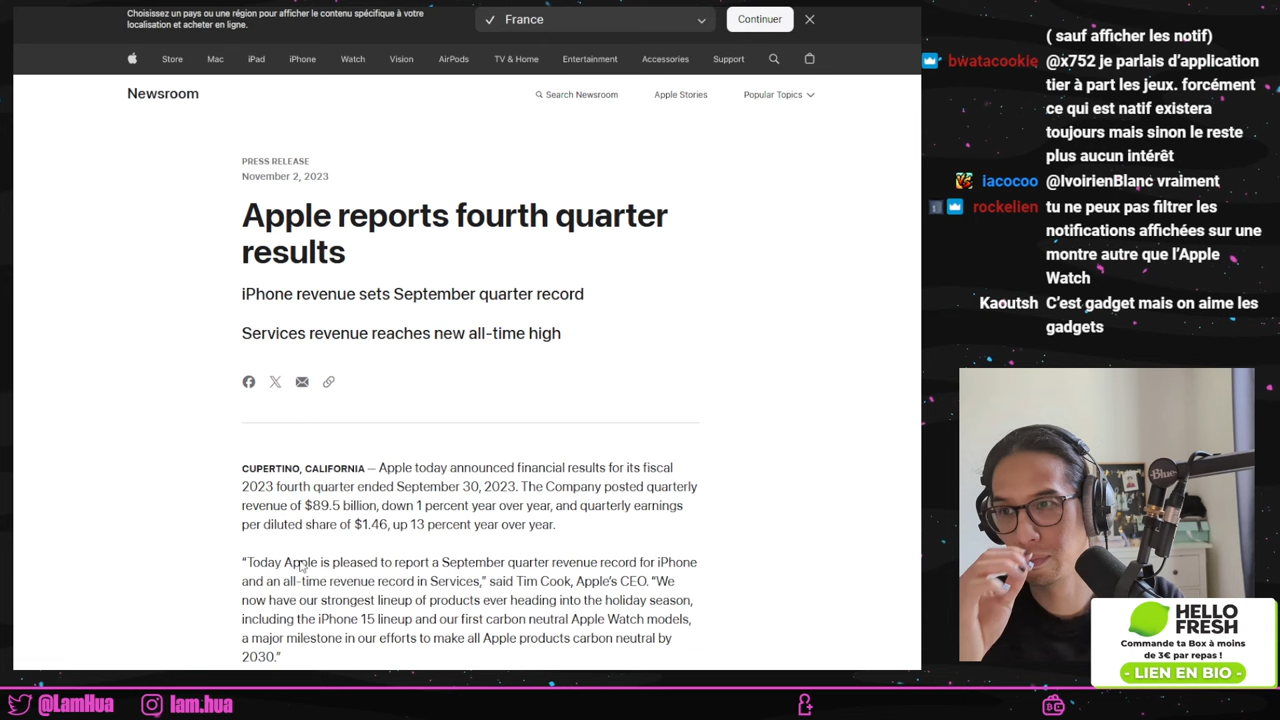 Choisissez un pays ou une région pour afficher le contenu spécifique à votre
localisation et acheter en ligne.
France
Continuer
Store Mac iPad iPhone Watch Vision AirPods TV & Home Entertainment Accessories Support
Newsroom
Search Newsroom Apple Stories Popular Topics
PRESS RELEASE
November 2, 2023
Apple reports fourth quarter
results
iPhone revenue sets September quarter record
Services revenue reaches new all-time high
CUPERTINO, CALIFORNIA — Apple today announced financial results for its fiscal
2023 fourth quarter ended September 30, 2023. The Company posted quarterly
revenue of $89.5 billion, down 1 percent year over year, and quarterly earnings
per diluted share of $1.46, up 13 percent year over year.
“Today Apple is pleased to report a September quarter revenue record for iPhone
and an all-time revenue record in Services,” said Tim Cook, Apple’s CEO. “We
now have our strongest lineup of products ever heading into the holiday season,
including the iPhone 15 lineup and our first carbon neutral Apple Watch models,
a major milestone in our efforts to make all Apple products carbon neutral by
2030.”
( sauf afficher les notif)
bwatacookie @x752 je parlais d’application
tier à part les jeux. forcément
ce qui est natif existera
toujours mais sinon le reste
plus aucun intérêt
iacocoo @IvoirienBlanc vraiment
rockelien tu ne peux pas filtrer les
notifications affichées sur une
montre autre que l’Apple
Watch
Kaoutsh C’est gadget mais on aime les
gadgets
Blue
HELLO
FRESH
Commande ta Box à moins
de 3€ par repas !
- LIEN EN BIO -
@LamHua lam.hua